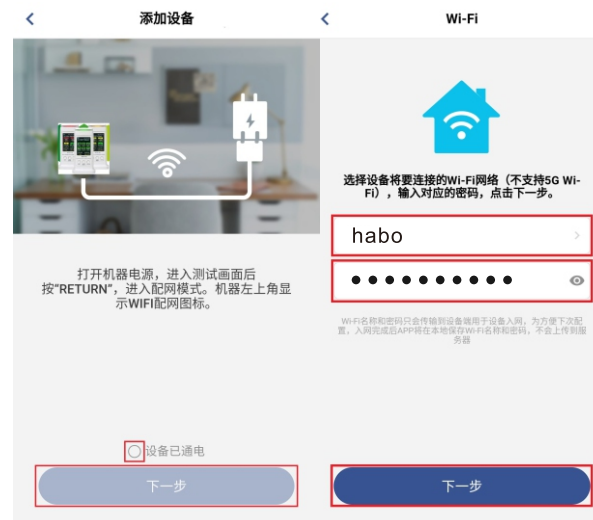 添加设备
打开机器电源，进入测试画面后
按"RETURN"，进入配网模式。机器左上角显
示WIFI配网图标。
设备已通电
下一步
Wi-Fi
选择设备将要连接的Wi-Fi网络（不支持5G Wi-
Fi），输入对应的密码，点击下一步。
habo
Wi-Fi名称和密码只会传输到设备端用于设备入网，为方便下次配
置，入网完成后APP将在本地保存Wi-Fi名称和密码，不会上传到服
务器
下一步